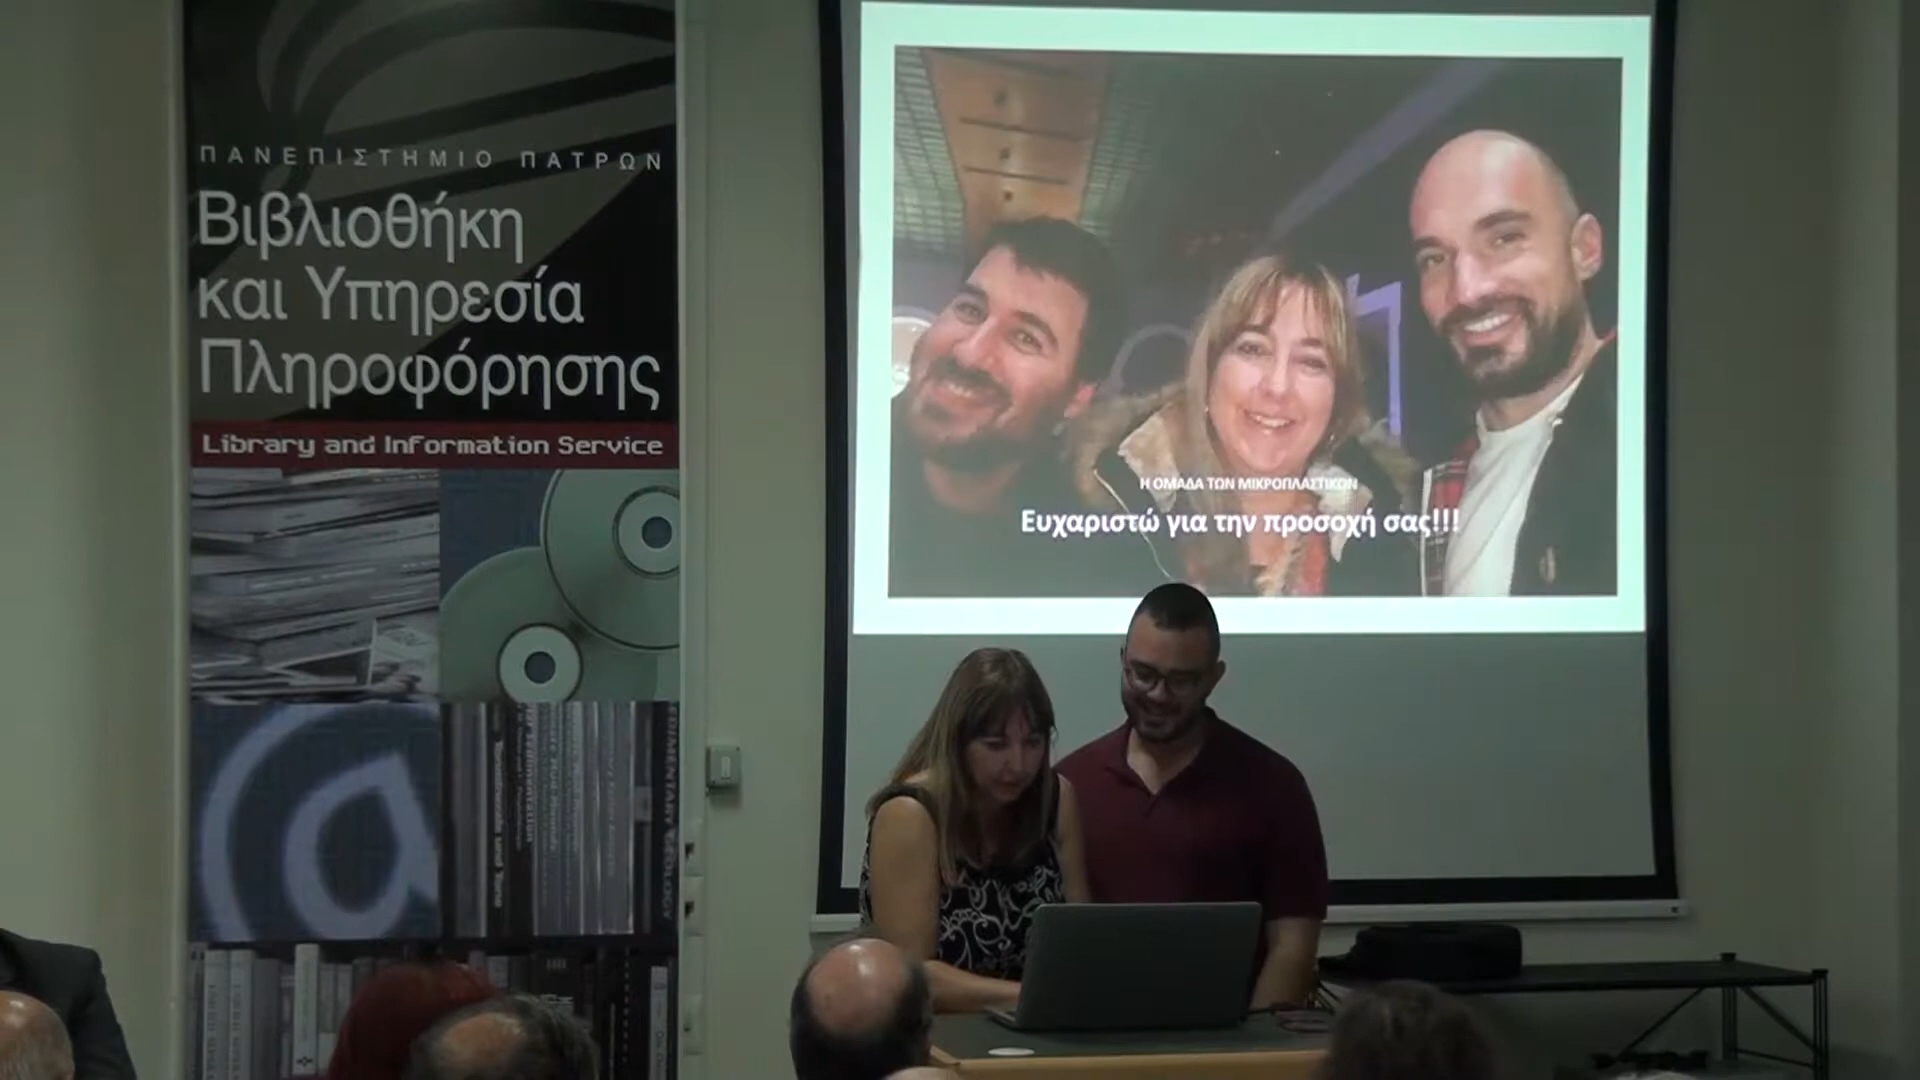 ΠΑΝΕΠΙΣΤΗΜΙΟ ΠΑΤΡΩΝ
Βιβλιοθήκη
και Υπηρεσία
Πληροφόρησης
Library and Information Service
Η ΟΜΑΔΑ ΤΩΝ ΜΙΚΡΟΠΛΑΣΤΙΚΩΝ
Ευχαριστώ για την προσοχή σας!!!